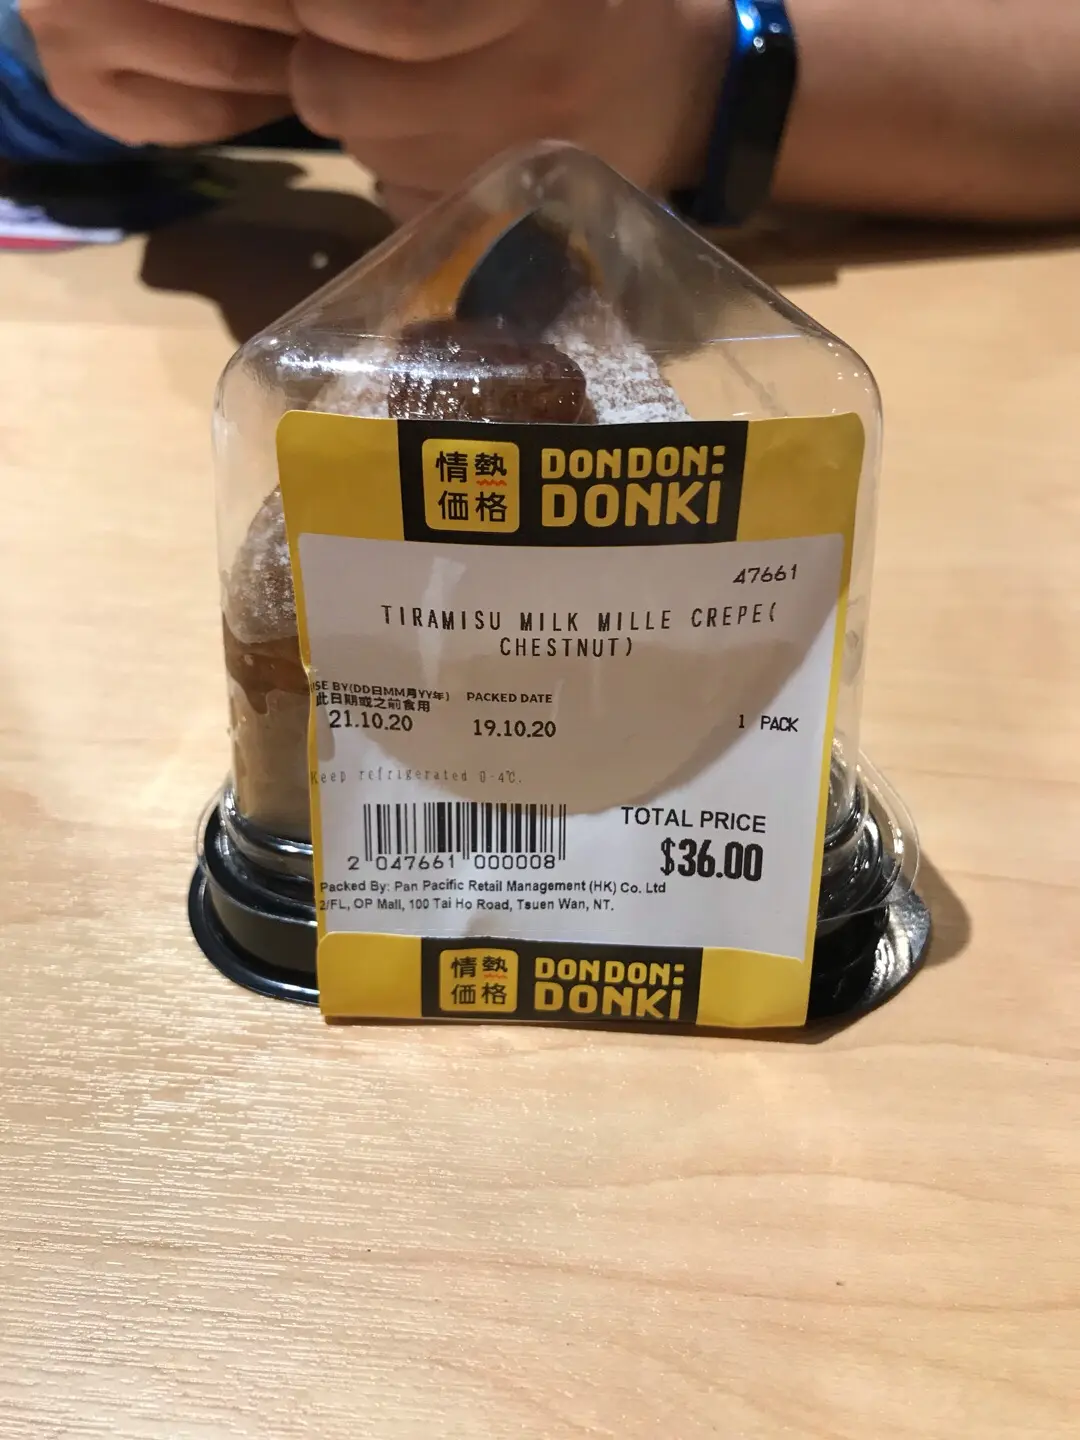 情熱
価格
DON DON:
DONKI
47661
TIRAMISU MILK MILLE CREPE(
CHESTNUT)
USE BY(DD日MM月YY年) PACKED DATE
此日期或之前食用
21.10.20 19.10.20 1 PACK
Keep refrigerated 0-4℃.
TOTAL PRICE
$36.00
2 047661 000008
Packed By: Pan Pacific Retail Management (HK) Co. Ltd
2/FL, OP Mall, 100 Tai Ho Road, Tsuen Wan, NT.
情熱
価格
DON DON:
DONKI